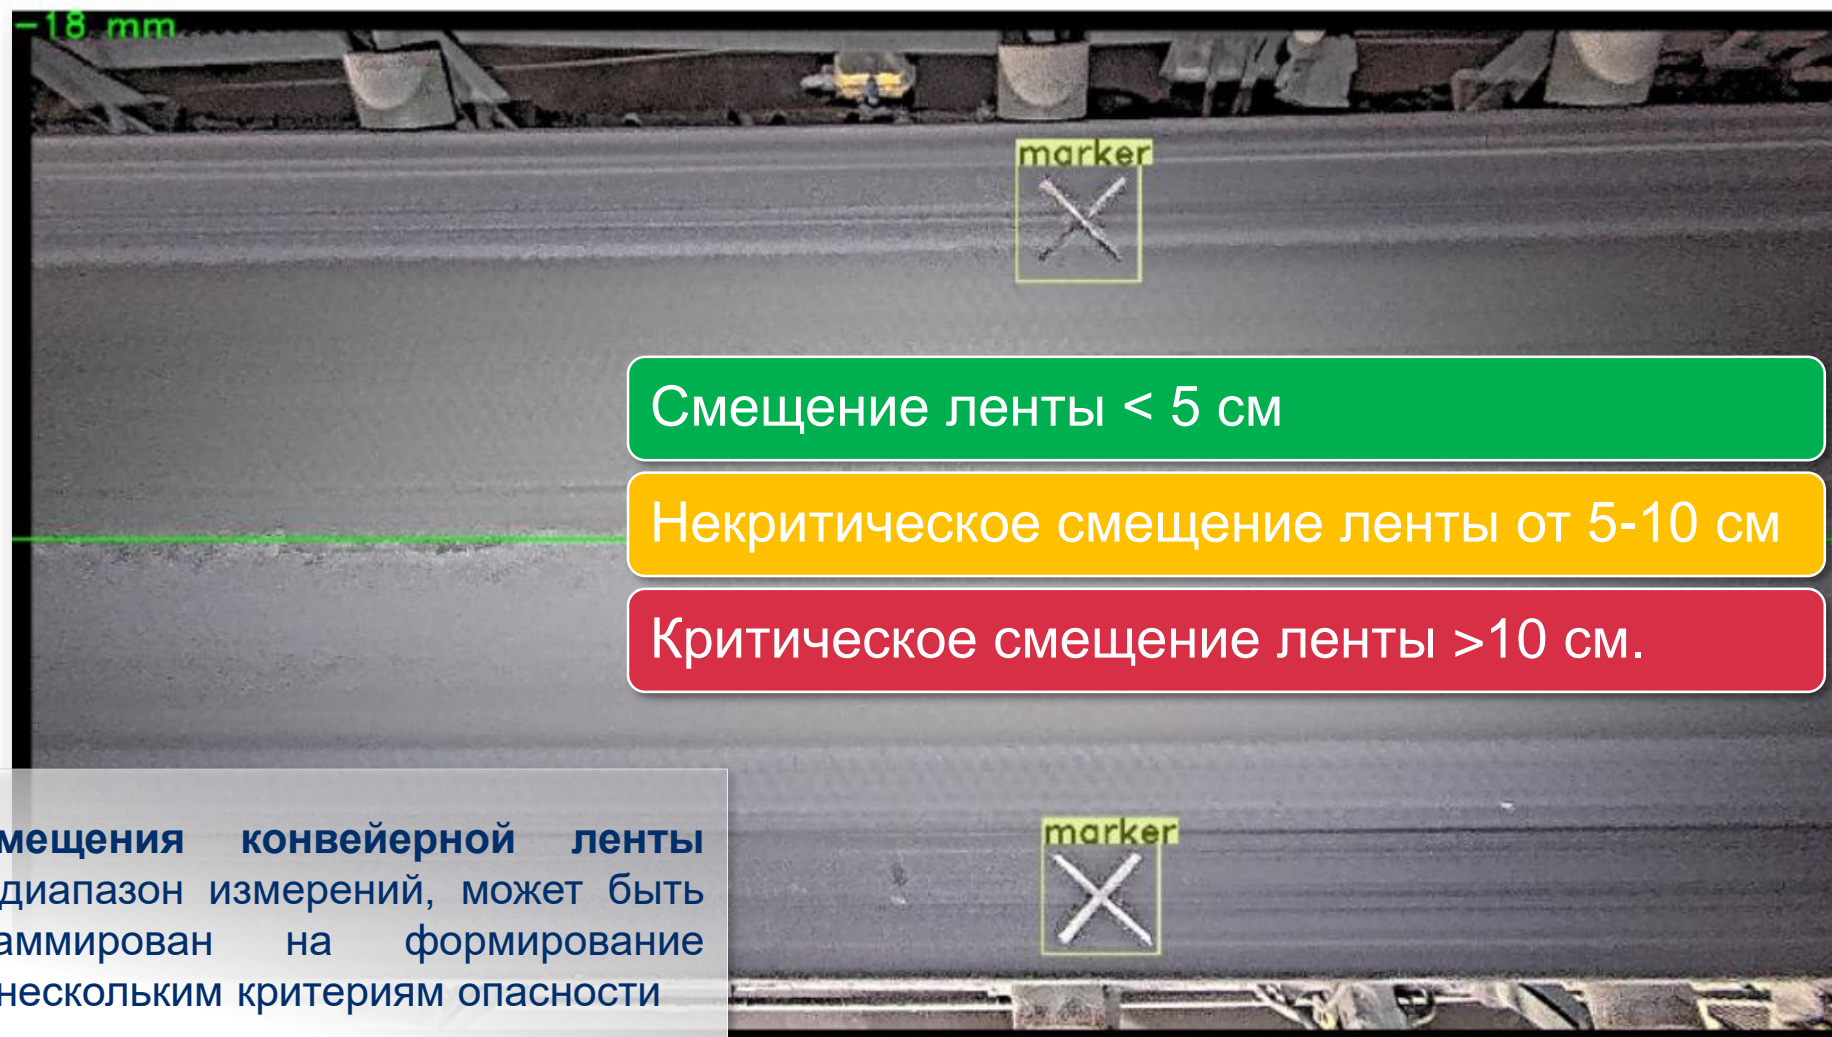 -18 mm
marker
Смещение ленты < 5 см
Некритическое смещение ленты от 5-10 см
Критическое смещение ленты >10 см.
marker
мещения конвейерной ленты
диапазон измерений, может быть
аммирован на формирование
нескольким критериям опасности